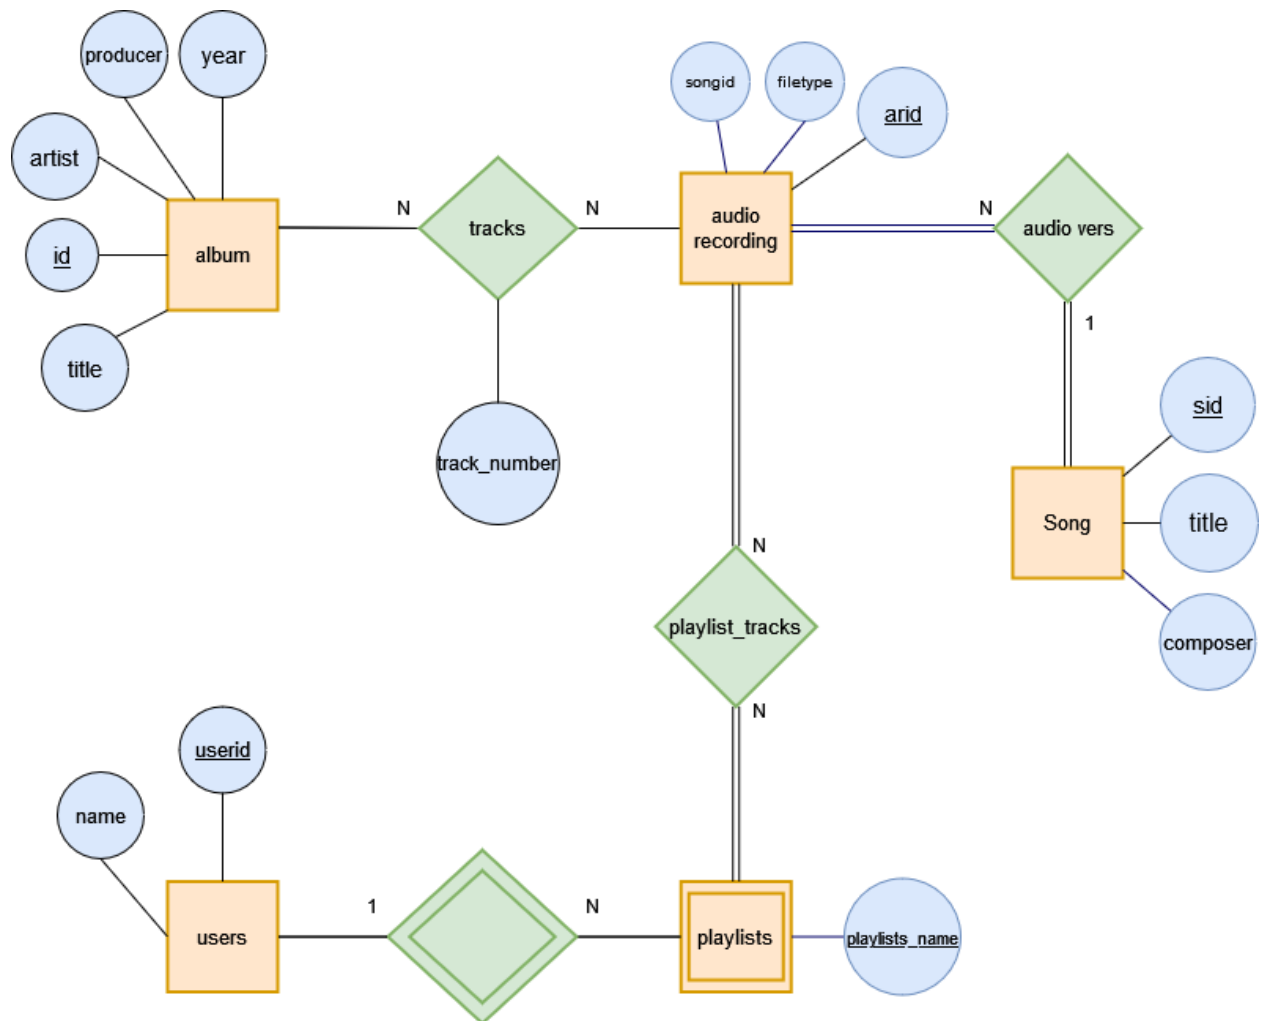 producer
year
songid
filetype
arid
artist
N
tracks
N
audio
recording
N
audio vers
id
album
title
1
sid
track_number
Song
title
N
playlist_tracks
composer
N
userid
name
1
N
users
playlists
playlists_name